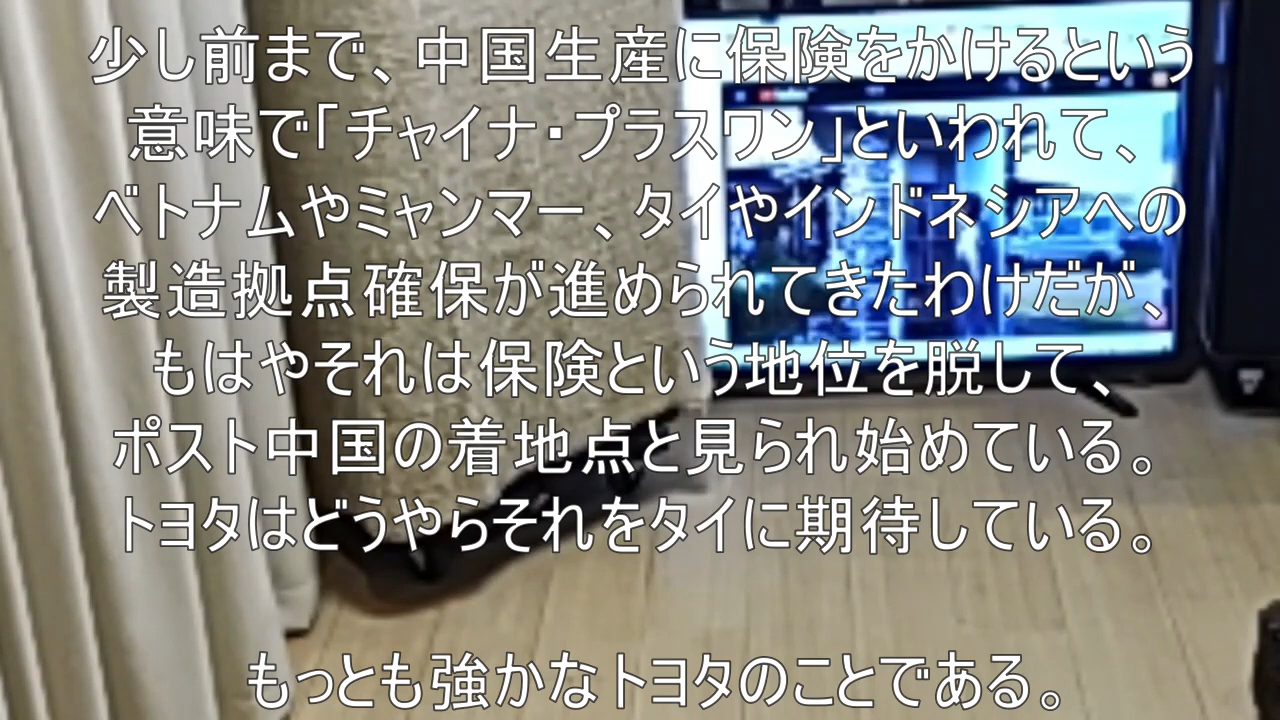 少し前まで、中国生産に保険をかけるという
意味で「チャイナ・プラスワン」といわれて、
ベトナムやミャンマー、タイやインドネシアへの
製造拠点確保が進められてきたわけだが、
もはやそれは保険という地位を脱して、
ポスト中国の着地点と見られ始めている。
トヨタはどうやらそれをタイに期待している。
もっとも強かなトヨタのことである。